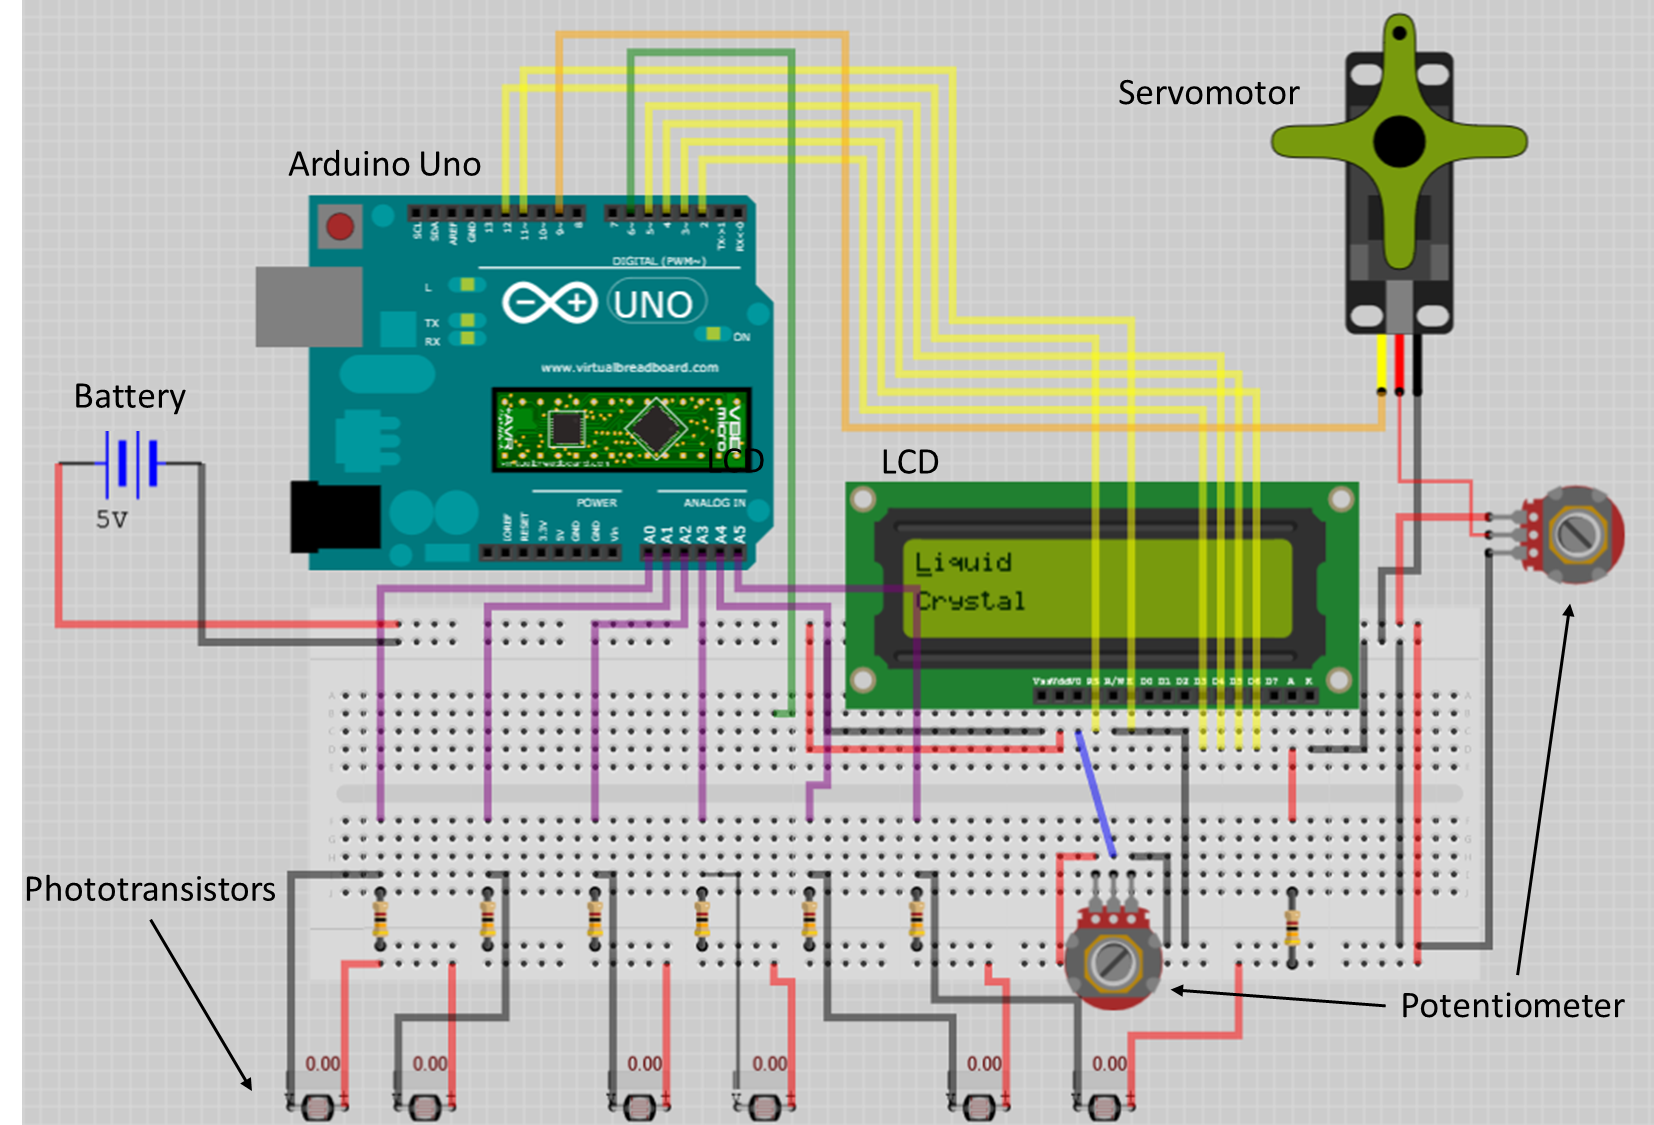 Servomotor
Arduino Uno
SCL
SDA
AREF
GND
13
12
11~
10~
9~
8
7
6~
5~
4
3~
2
TX->1
RX<-0
DIGITAL (PWM~)
L
UNO
TX
RX
ON
www.virtualbreadboard.com
Battery
AVR
VBB
micro
LCD
LCD
5V
POWER
ANALOG IN
IOREF
RESET
3.3V
5V
GND
GND
Vin
A0
A1
A2
A3
A4
A5
Liquid
Crystal
Vss Vdd V0 RS R/W E D0 D1 D2 D3 D4 D5 D6 D7 A K
Phototransistors
Potentiometer
0.00
0.00
0.00
0.00
0.00
0.00